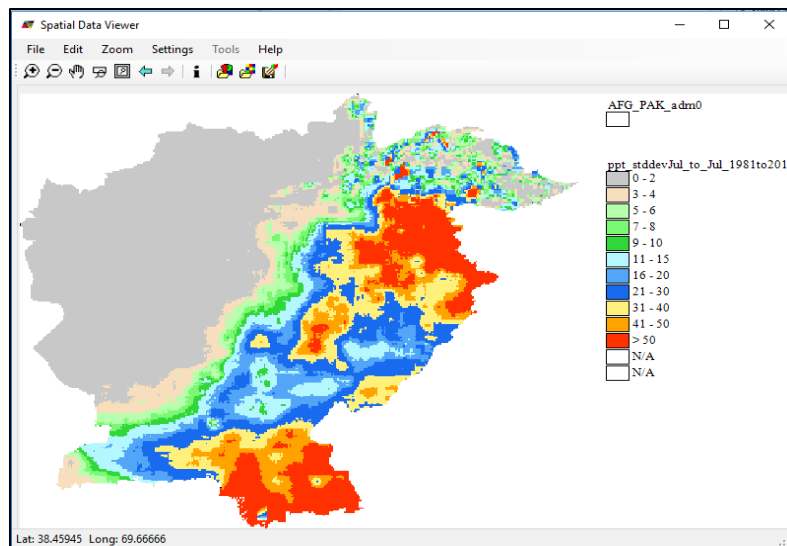 Spatial Data Viewer
File Edit Zoom Settings Tools Help
AFG_PAK_adm0
ppt_stddevJul_to_Jul_1981to201
0 - 2
3 - 4
5 - 6
7 - 8
9 - 10
11 - 15
16 - 20
21 - 30
31 - 40
41 - 50
> 50
N/A
N/A
Lat: 38.45945 Long: 69.66666